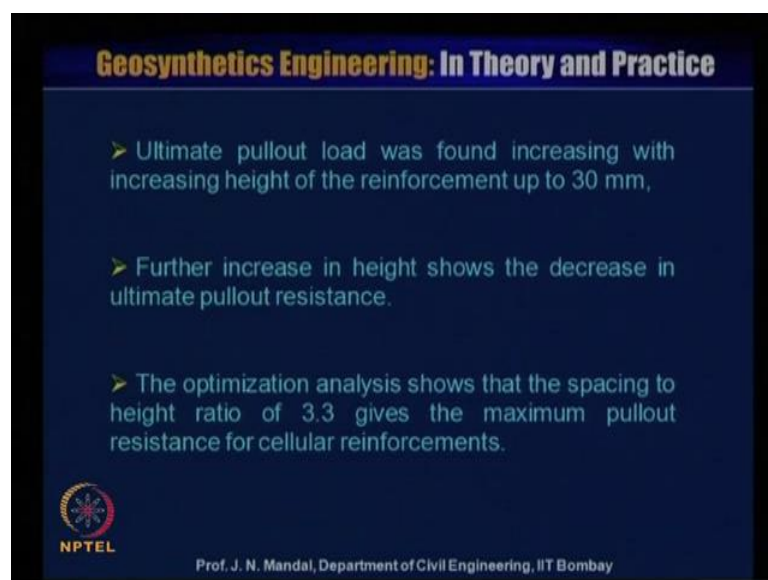 Geosynthetics Engineering: In Theory and Practice
➢ Ultimate pullout load was found increasing with
increasing height of the reinforcement up to 30 mm,
➢ Further increase in height shows the decrease in
ultimate pullout resistance.
➢ The optimization analysis shows that the spacing to
height ratio of 3.3 gives the maximum pullout
resistance for cellular reinforcements.
NPTEL
Prof. J. N. Mandal, Department of Civil Engineering, IIT Bombay